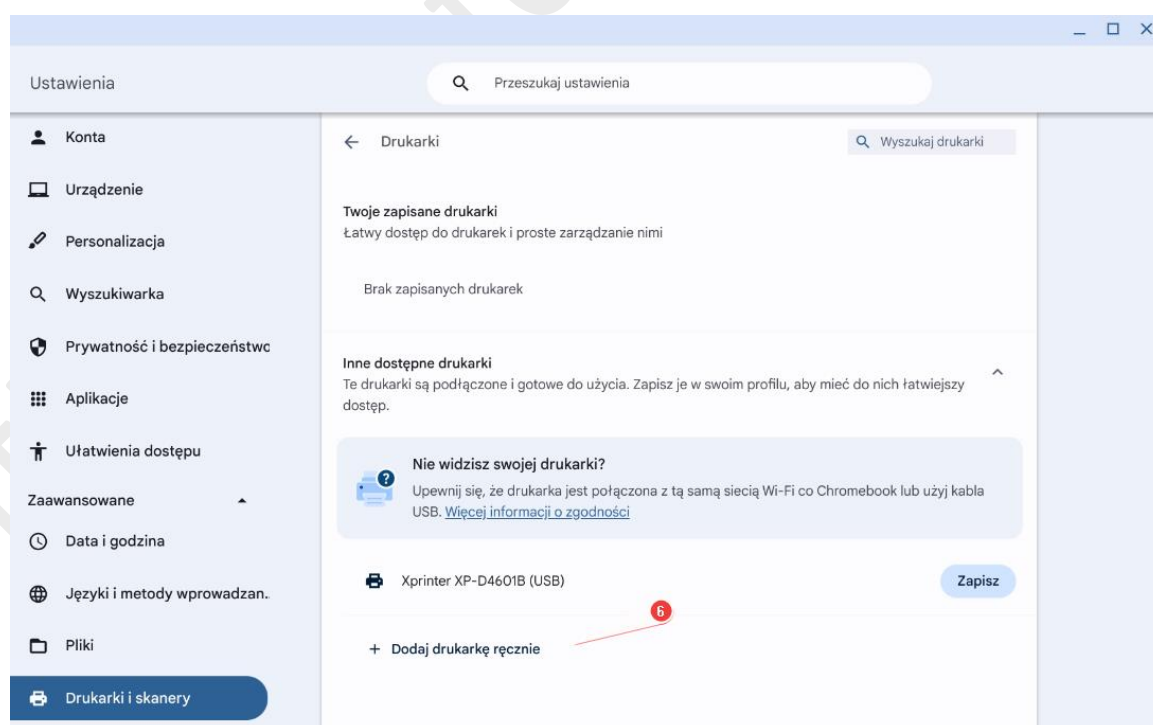 Ustawienia
Przeszukaj ustawienia
Konta
Urządzenie
Personalizacja
Wyszukiwarka
Prywatność i bezpieczeństwo
Aplikacje
Ułatwienia dostępu
Zaawansowane
Data i godzina
Języki i metody wprowadzan..
Pliki
Drukarki i skanery
Drukarki
Wyszukaj drukarki
Twoje zapisane drukarki
Łatwy dostęp do drukarek i proste zarządzanie nimi
Brak zapisanych drukarek
Inne dostępne drukarki
Te drukarki są podłączone i gotowe do użycia. Zapisz je w swoim profilu, aby mieć do nich łatwiejszy
dostęp.
Nie widzisz swojej drukarki?
Upewnij się, że drukarka jest połączona z tą samą siecią Wi-Fi co Chromebook lub użyj kabla
USB. Więcej informacji o zgodności
Xprinter XP-D4601B (USB)
Zapisz
6
+ Dodaj drukarkę ręcznie